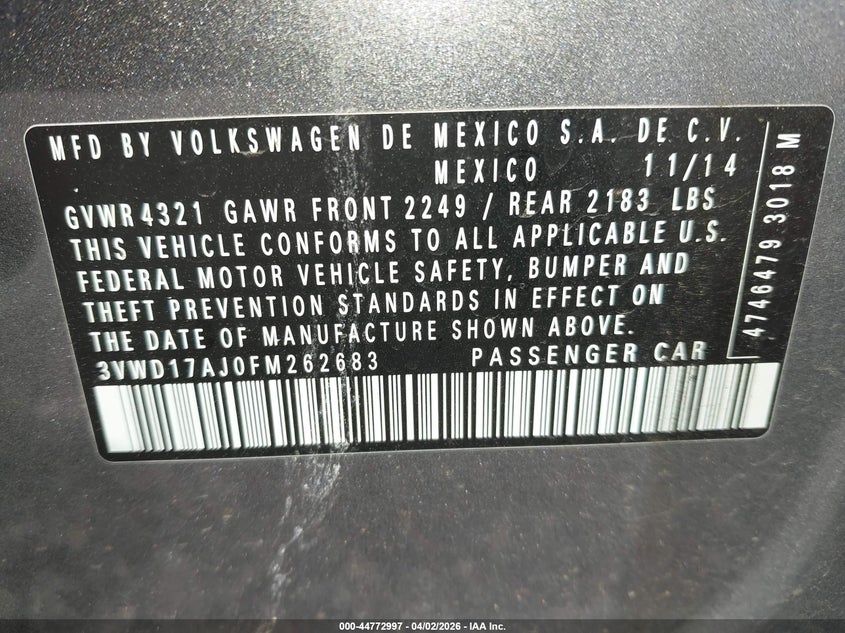 MFD BY VOLKSWAGEN DE MEXICO S.A. DE C.V.
MEXICO 11/14
GVWR 4321 GAWR FRONT 2249 / REAR 2183 LBS
THIS VEHICLE CONFORMS TO ALL APPLICABLE U.S.
FEDERAL MOTOR VEHICLE SAFETY, BUMPER AND
THEFT PREVENTION STANDARDS IN EFFECT ON
THE DATE OF MANUFACTURE SHOWN ABOVE.
3VWD17AJ0FM262683 PASSENGER CAR
4746479 3018 M
000-44772997 - 04/02/2026 - IAA Inc.